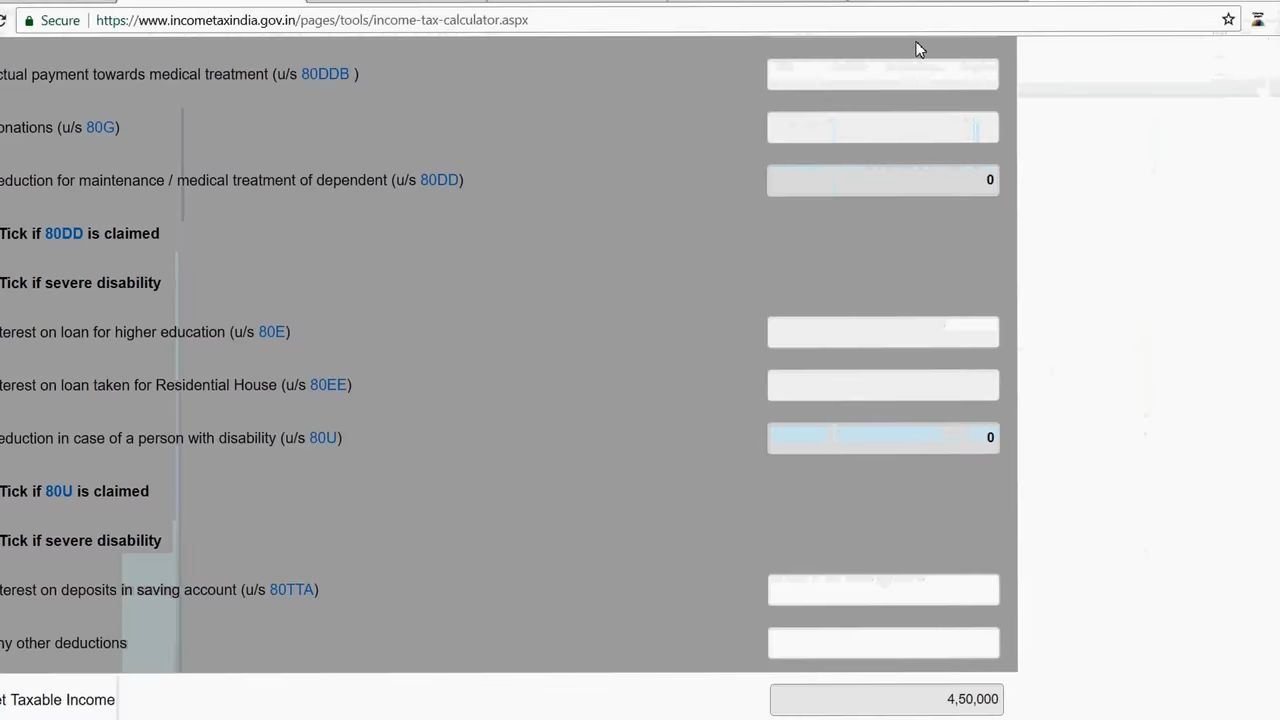 Secure https://www.incometaxindia.gov.in/pages/tools/income-tax-calculator.aspx
ctual payment towards medical treatment (u/s 80DDB )
onations (u/s 80G)
eduction for maintenance / medical treatment of dependent (u/s 80DD) 0
Tick if 80DD is claimed
Tick if severe disability
terest on loan for higher education (u/s 80E)
terest on loan taken for Residential House (u/s 80EE)
eduction in case of a person with disability (u/s 80U) 0
Tick if 80U is claimed
Tick if severe disability
terest on deposits in saving account (u/s 80TTA)
ny other deductions
et Taxable Income 4,50,000